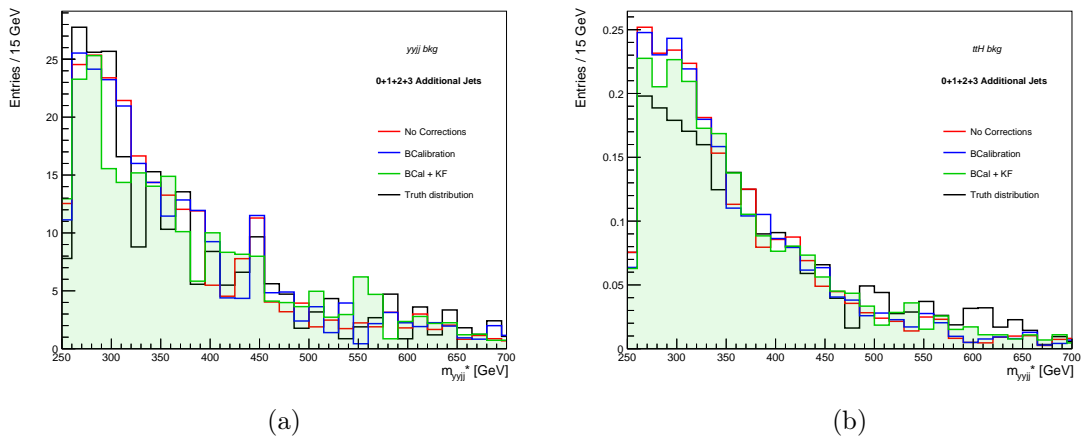 Entries / 15 GeV
25
20
15
10
5
0
250 300 350 400 450 500 550 600 650 700
m_yyjj* [GeV]
yyjj bkg
0+1+2+3 Additional Jets
No Corrections
BCalibration
BCal + KF
Truth distribution
(a)
Entries / 15 GeV
0.25
0.2
0.15
0.1
0.05
0
250 300 350 400 450 500 550 600 650 700
m_yyjj* [GeV]
ttH bkg
0+1+2+3 Additional Jets
No Corrections
BCalibration
BCal + KF
Truth distribution
(b)